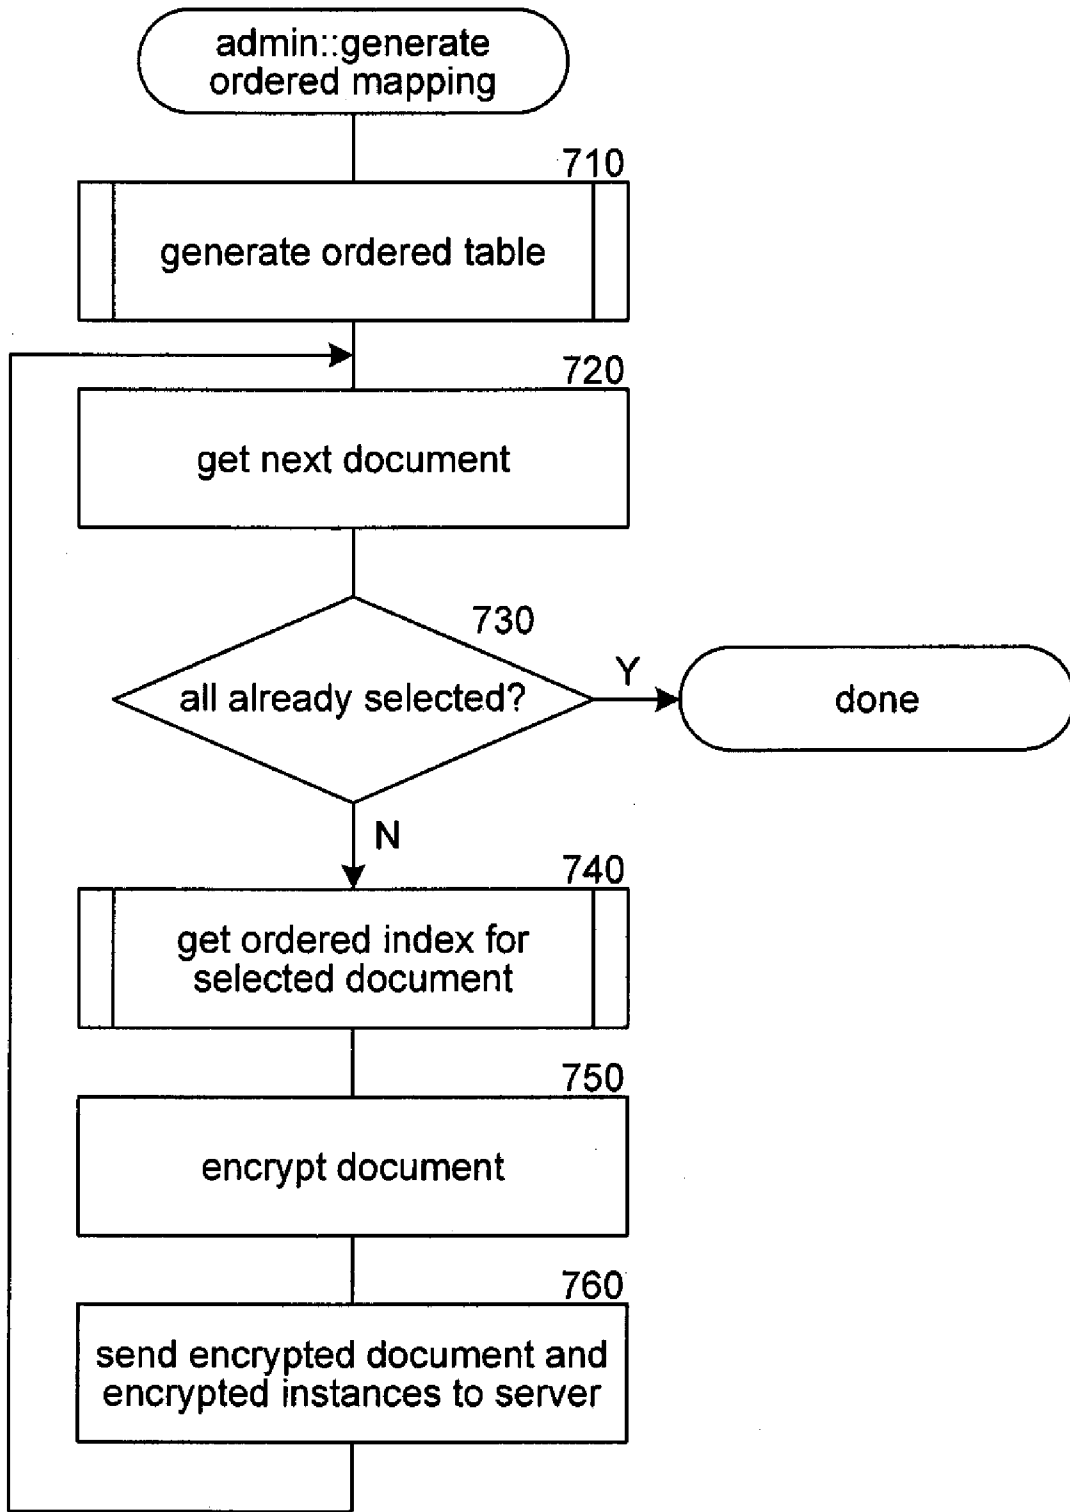 admin::generate
ordered mapping
710
generate ordered table
720
get next document
730
all already selected?
Y
done
N
740
get ordered index for
selected document
750
encrypt document
760
send encrypted document and
encrypted instances to server